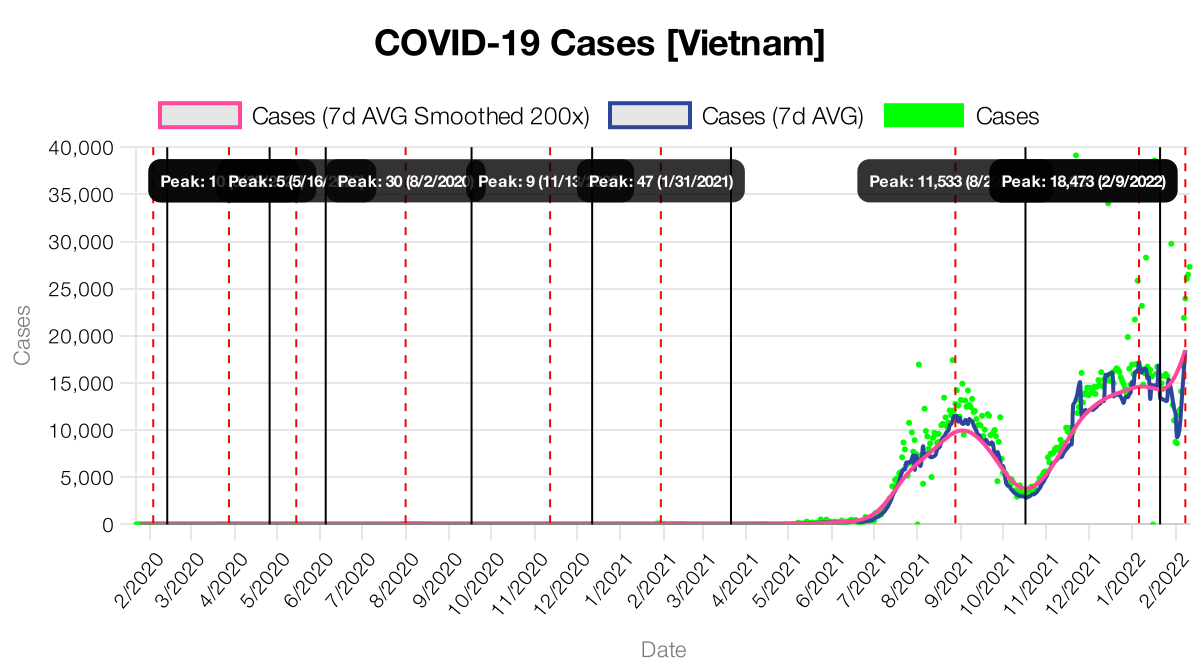 COVID-19 Cases [Vietnam]
Cases (7d AVG Smoothed 200x)
Cases (7d AVG)
Cases
40,000
35,000
30,000
25,000
20,000
15,000
10,000
5,000
0
Peak: 10
Peak: 5 (5/16/
Peak: 30 (8/2/2020)
Peak: 9 (11/13/
Peak: 47 (1/31/2021)
Peak: 11,533 (8/2
Peak: 18,473 (2/9/2022)
Cases
2/2020
3/2020
4/2020
5/2020
6/2020
7/2020
8/2020
9/2020
10/2020
11/2020
12/2020
1/2021
2/2021
3/2021
4/2021
5/2021
6/2021
7/2021
8/2021
9/2021
10/2021
11/2021
12/2021
1/2022
2/2022
Date